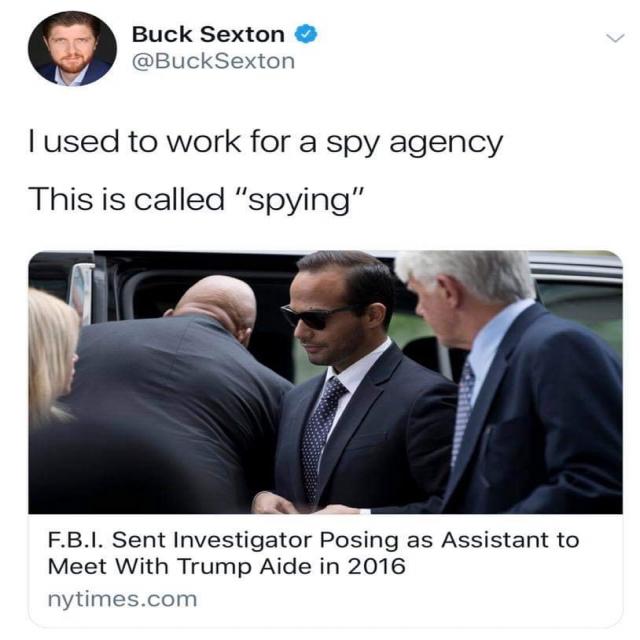 Buck Sexton
@BuckSexton
I used to work for a spy agency
This is called “spying”
F.B.I. Sent Investigator Posing as Assistant to
Meet With Trump Aide in 2016
nytimes.com